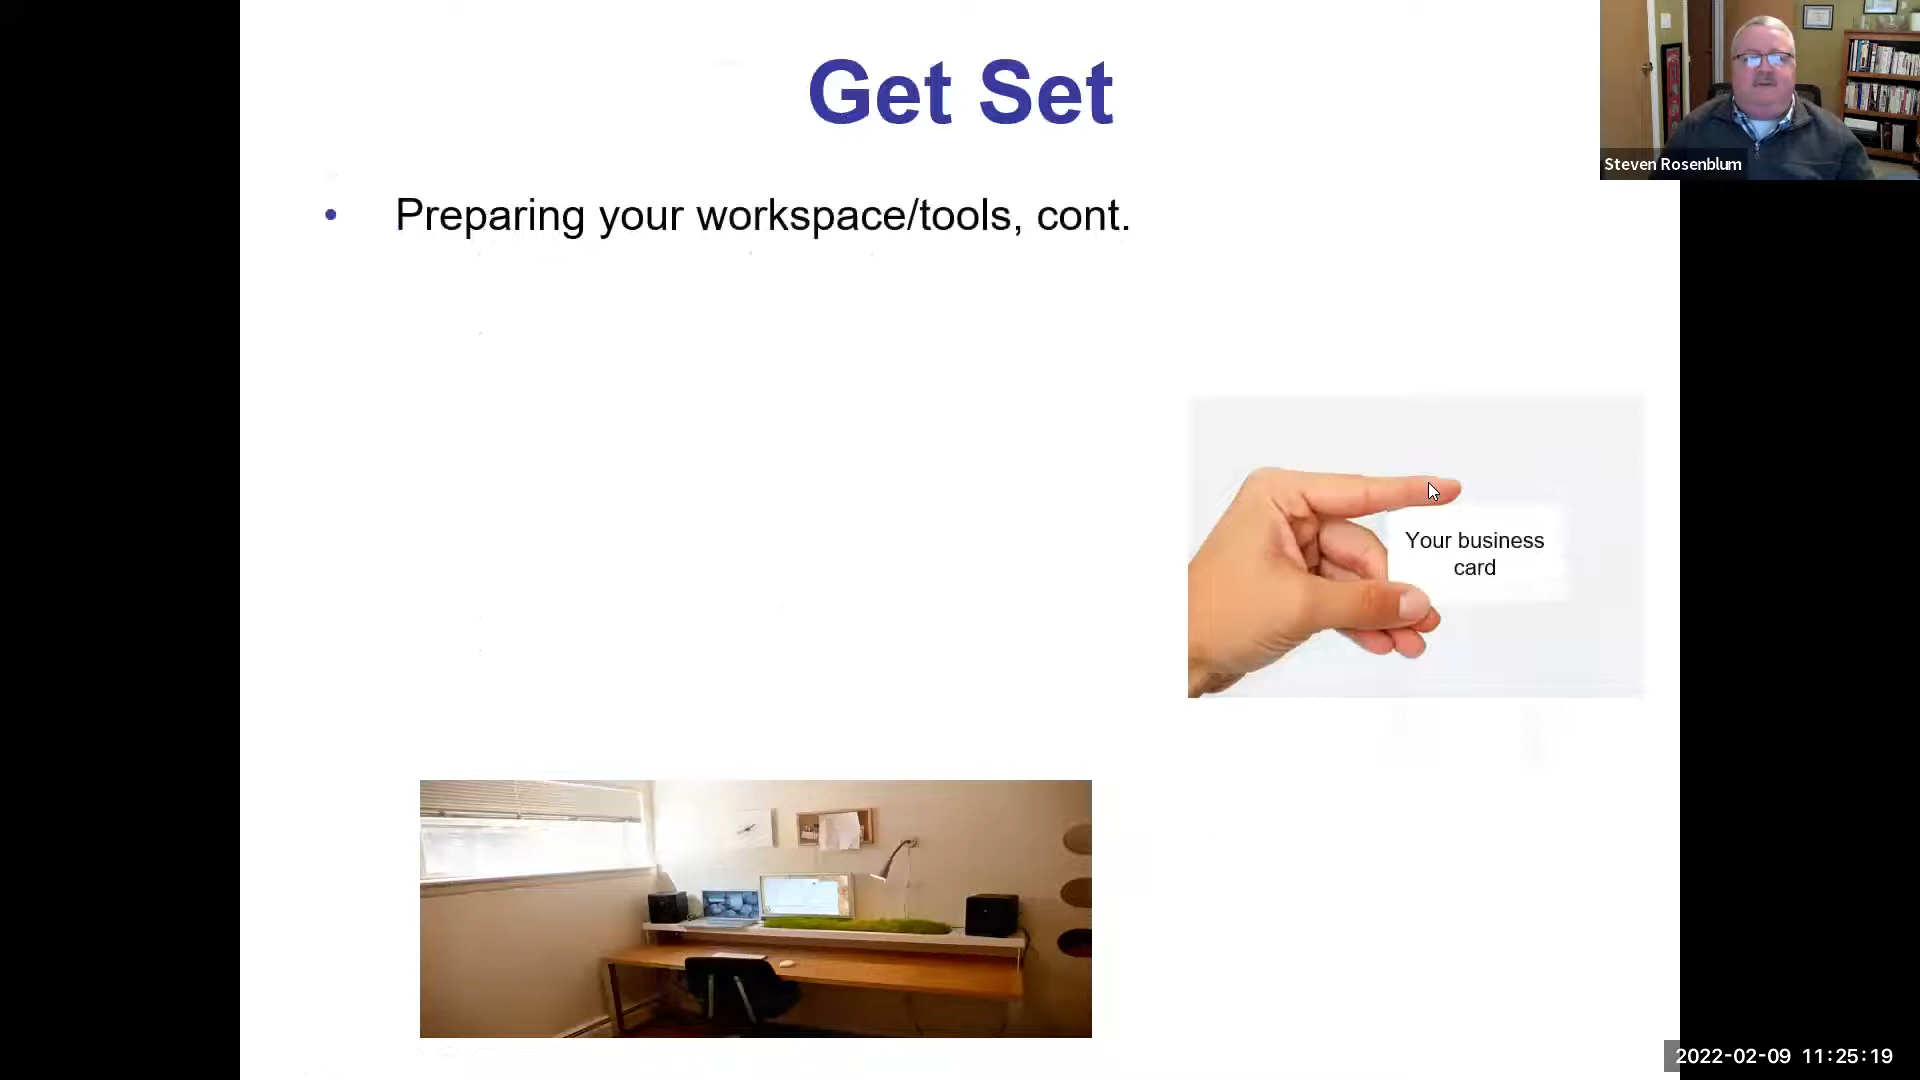 Get Set
Steven Rosenblum
• Preparing your workspace/tools, cont.
Your business
card
2022-02-09 11:25:19